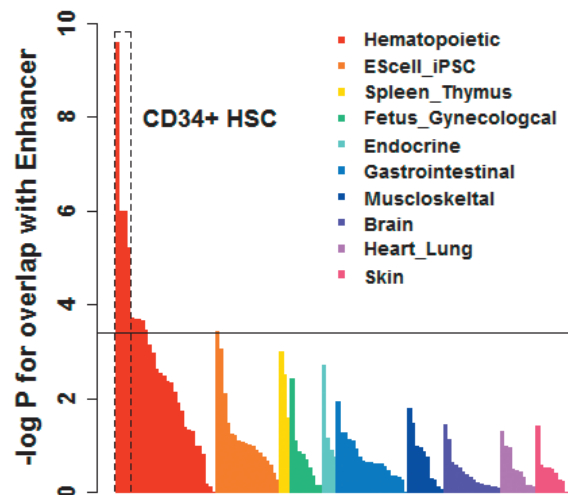 -log P for overlap with Enhancer
10
8
6
4
2
0
CD34+ HSC
Hematopoietic
EScell_iPSC
Spleen_Thymus
Fetus_Gynecologcal
Endocrine
Gastrointestinal
Muscloskeltal
Brain
Heart_Lung
Skin